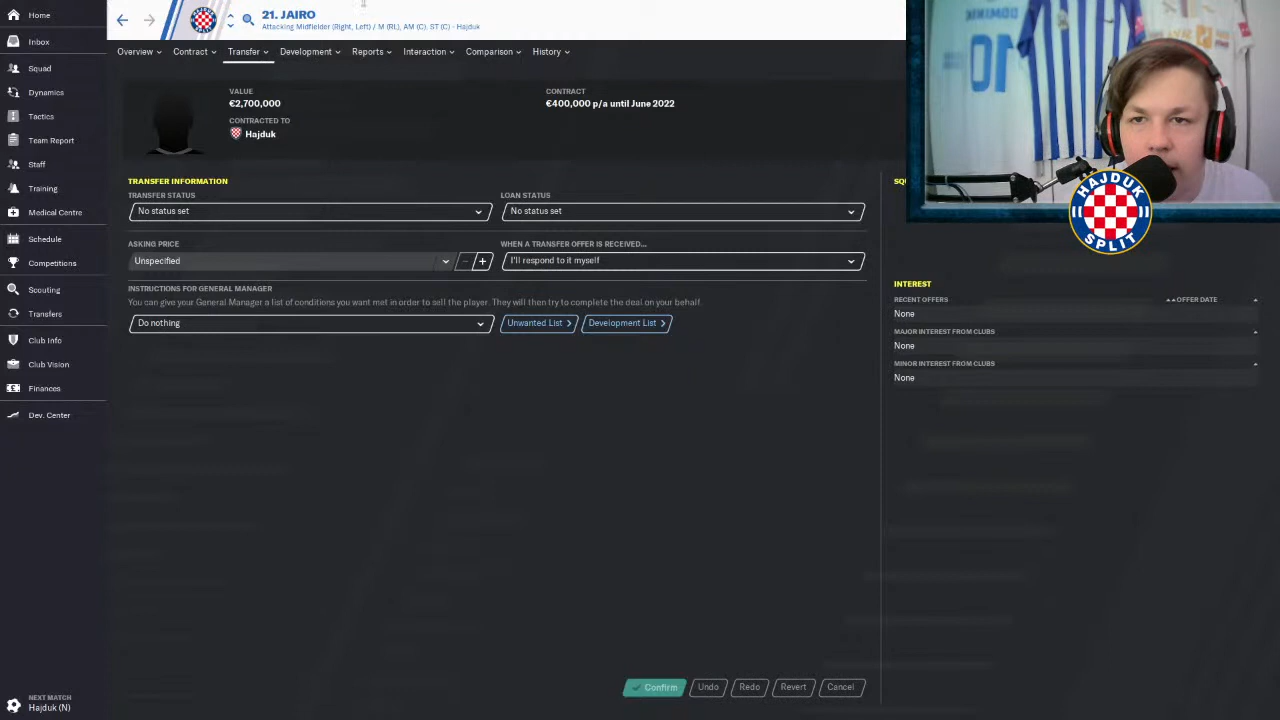 Home
Inbox
Squad
Dynamics
Tactics
Team Report
Staff
Training
Medical Centre
Schedule
Competitions
Scouting
Transfers
Club Info
Club Vision
Finances
Dev. Center
NEXT MATCH
Hajduk (N)
21. JAIRO
Attacking Midfielder (Right, Left) / M (RL), AM (C), ST (C) - Hajduk
Overview
Contract
Transfer
Development
Reports
Interaction
Comparison
History
VALUE
€2,700,000
CONTRACTED TO
Hajduk
CONTRACT
€400,000 p/a until June 2022
TRANSFER INFORMATION
TRANSFER STATUS
No status set
LOAN STATUS
No status set
ASKING PRICE
Unspecified
WHEN A TRANSFER OFFER IS RECEIVED...
I'll respond to it myself
INSTRUCTIONS FOR GENERAL MANAGER
You can give your General Manager a list of conditions you want met in order to sell the player. They will then try to complete the deal on your behalf.
Do nothing
Unwanted List
Development List
Confirm
Undo
Redo
Revert
Cancel
DOMINIK
10
HAJDUK
SPLIT
INTEREST
RECENT OFFERS
OFFER DATE
None
MAJOR INTEREST FROM CLUBS
None
MINOR INTEREST FROM CLUBS
None